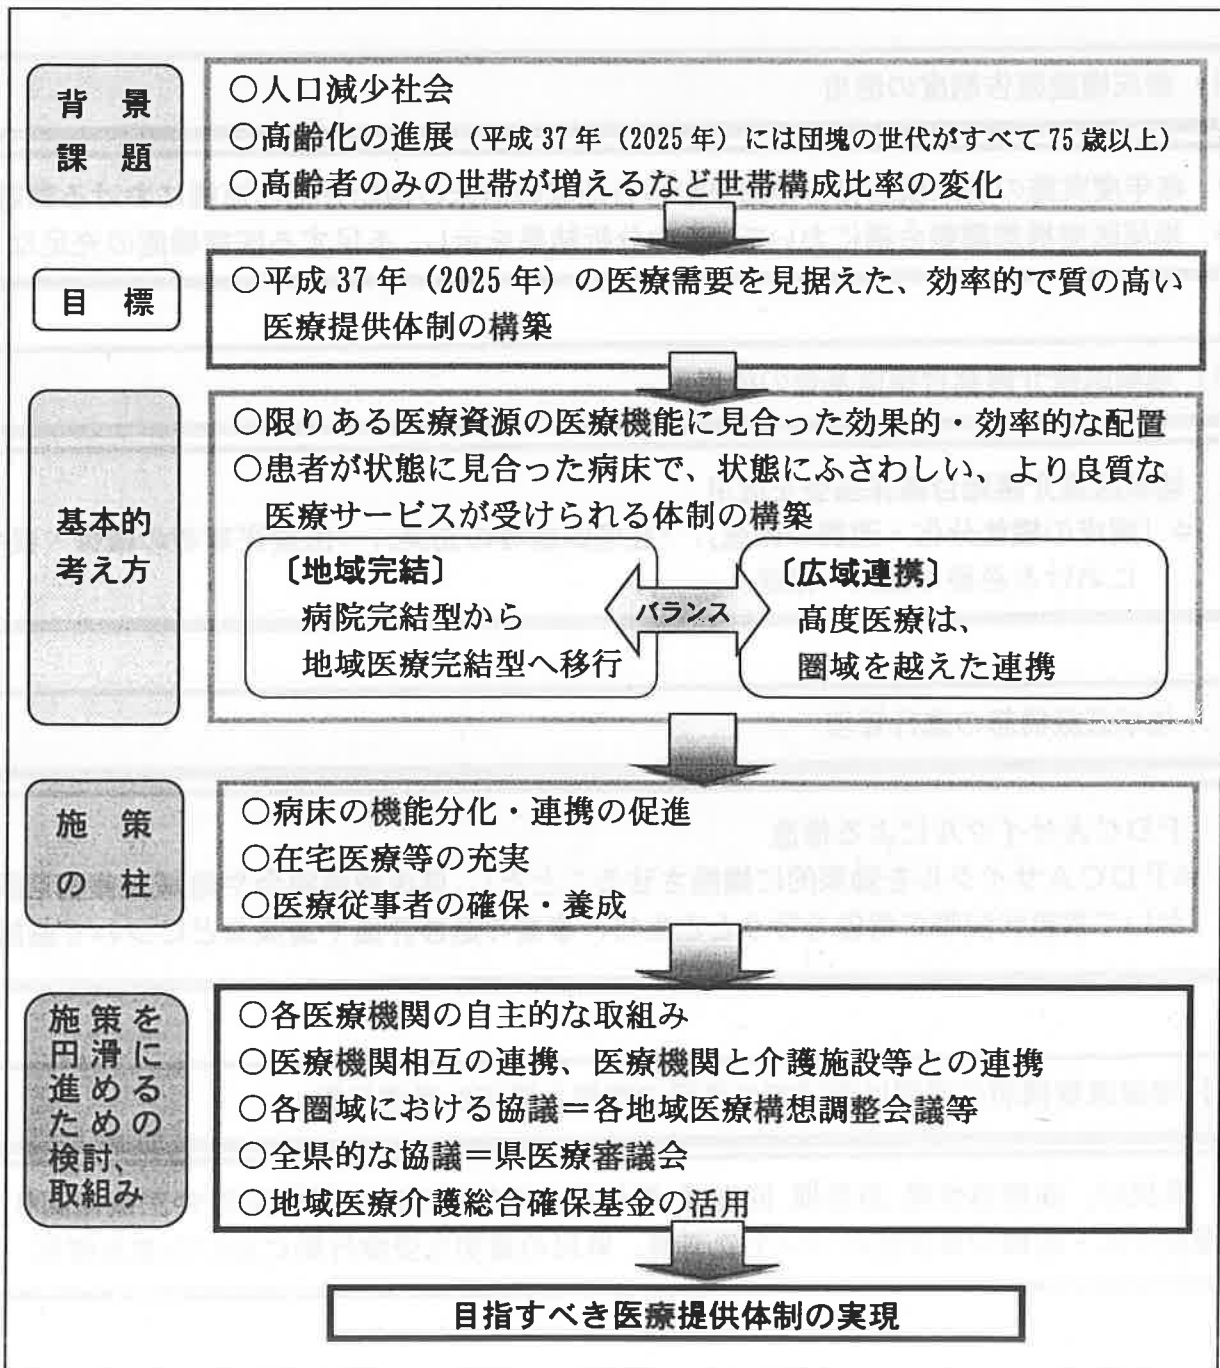 背景
課題
○人口減少社会
○高齢化の進展（平成 37 年（2025 年）には団塊の世代がすべて 75 歳以上）
○高齢者のみの世帯が増えるなど世帯構成比率の変化
目標
○平成 37 年（2025 年）の医療需要を見据えた、効率的で質の高い
医療提供体制の構築
基本的
考え方
○限りある医療資源の医療機能に見合った効果的・効率的な配置
○患者が状態に見合った病床で、状態にふさわしい、より良質な
医療サービスが受けられる体制の構築
〔地域完結〕
病院完結型から
地域医療完結型へ移行
バランス
〔広域連携〕
高度医療は、
圏域を越えた連携
施策
の柱
○病床の機能分化・連携の促進
○在宅医療等の充実
○医療従事者の確保・養成
施策を
円滑に
進める
ための
検討、
取組み
○各医療機関の自主的な取組み
○医療機関相互の連携、医療機関と介護施設等との連携
○各圏域における協議＝各地域医療構想調整会議等
○全県的な協議＝県医療審議会
○地域医療介護総合確保基金の活用
目指すべき医療提供体制の実現